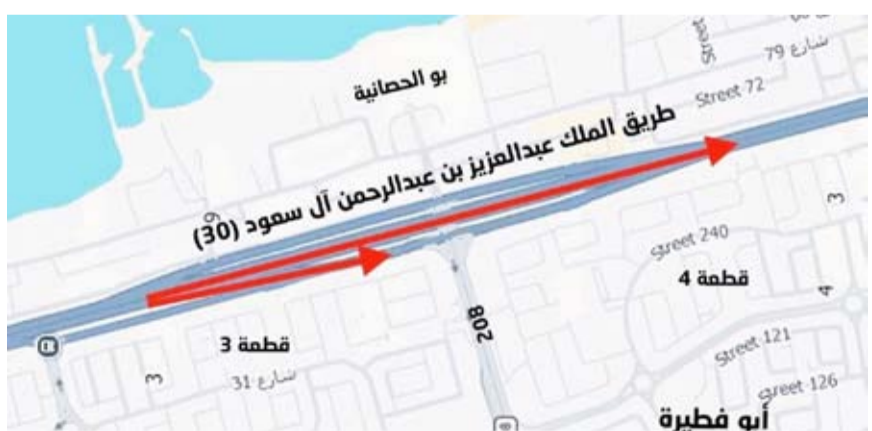 شارع 79
Street
Street 72
بو الحصانية
طريق الملك عبدالعزيز بن عبدالرحمن آل سعود (30)
Street 240
3
قطعة 4
4
208
قطعة 3
3
شارع 31
Street 121
Street 126
أبو فطيرة